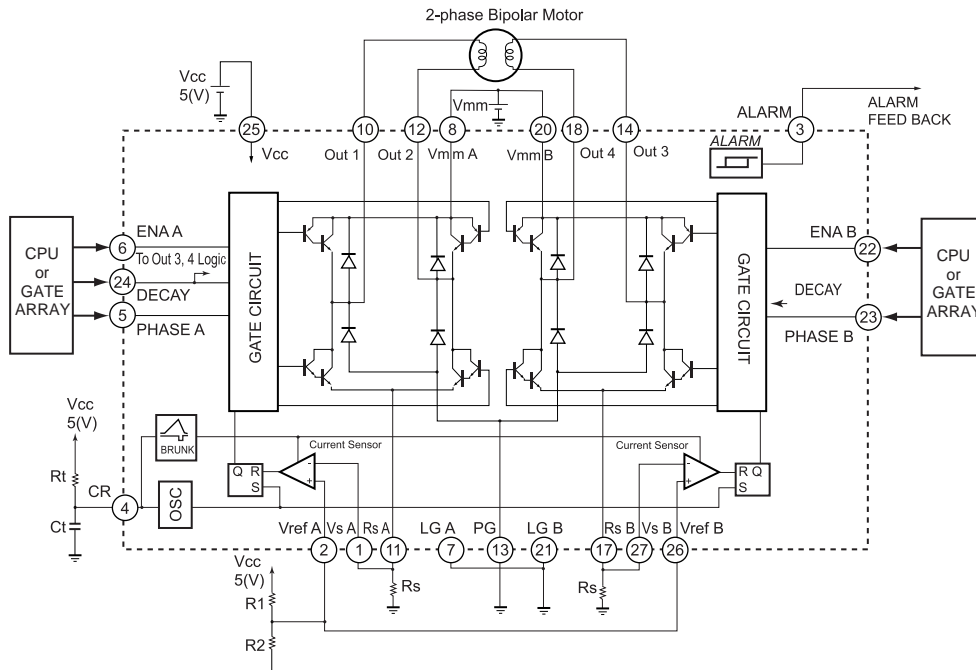 2-phase Bipolar Motor
Vcc
5(V)
Vmm
ALARM
ALARM
FEED BACK
25
10
12
8
20
18
14
3
Vcc
Out 1
Out 2
Vmm A
Vmm B
Out 4
Out 3
ALARM
CPU
or
GATE
ARRAY
6
ENA A
To Out 3, 4 Logic
24
DECAY
5
PHASE A
GATE CIRCUIT
GATE CIRCUIT
ENA B
22
DECAY
23
PHASE B
CPU
or
GATE
ARRAY
Vcc
5(V)
Rt
CR
4
Ct
BRUNK
OSC
Current Sensor
Q R
S
-
+
Current Sensor
-
+
R Q
S
Vref A
Vs A
Rs A
LG A
PG
LG B
Rs B
Vs B
Vref B
2
1
11
7
13
21
17
27
26
Vcc
5(V)
R1
R2
Rs
Rs